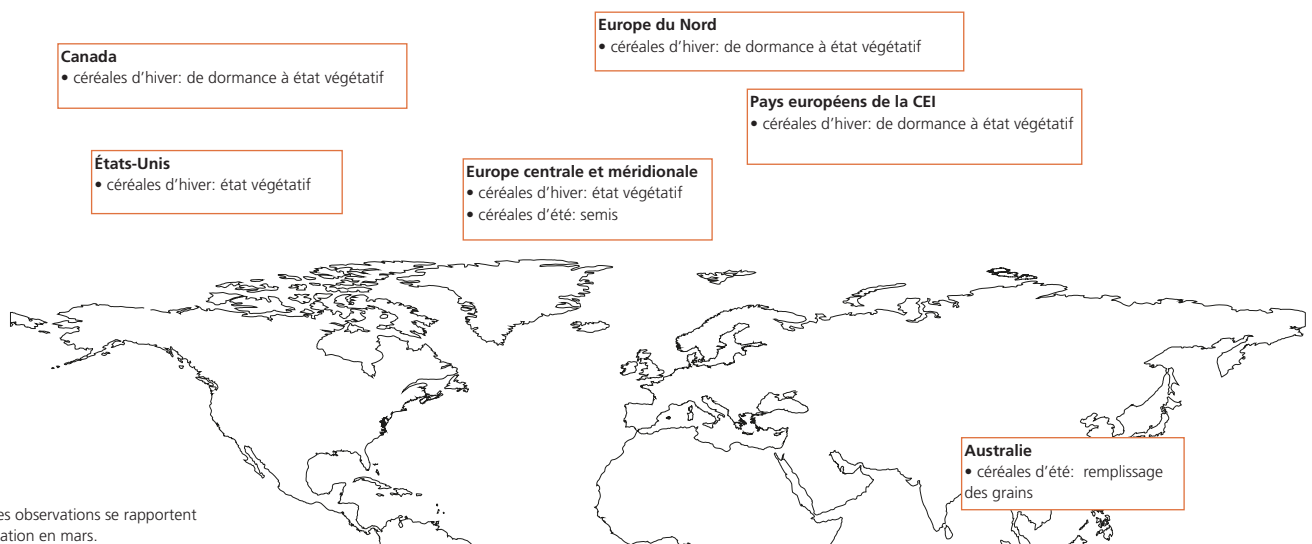 Europe du Nord
• céréales d'hiver: de dormance à état végétatif
Canada
• céréales d'hiver: de dormance à état végétatif
Pays européens de la CEI
• céréales d'hiver: de dormance à état végétatif
États-Unis
• céréales d'hiver: état végétatif
Europe centrale et méridionale
• céréales d'hiver: état végétatif
• céréales d'été: semis
Australie
• céréales d'été: remplissage
des grains
es observations se rapportent
ation en mars.